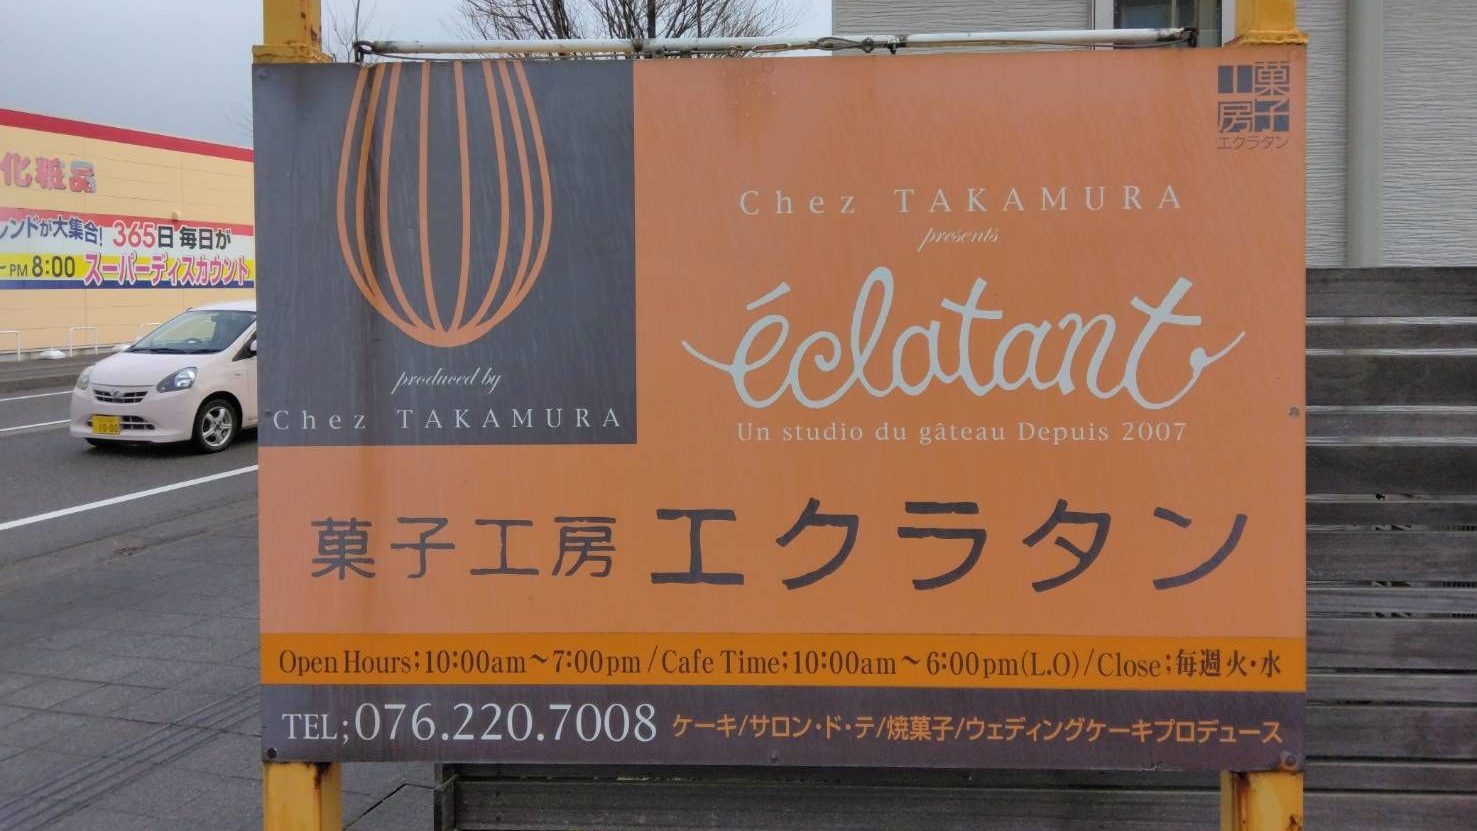 化粧品
レンドが大集合! 365日 毎日が
~PM 8:00 スーパーディスカウント
produced by
Chez TAKAMURA
菓子
工房
エクラタン
Chez TAKAMURA
presents
éclatant
Un studio du gâteau Depuis 2007
菓子工房 エクラタン
Open Hours;10:00am~7:00pm/Cafe Time;10:00am~6:00pm(L.O)/Close;毎週火・水
TEL;076.220.7008 ケーキ/サロン・ド・テ/焼菓子/ウェディングケーキプロデュース